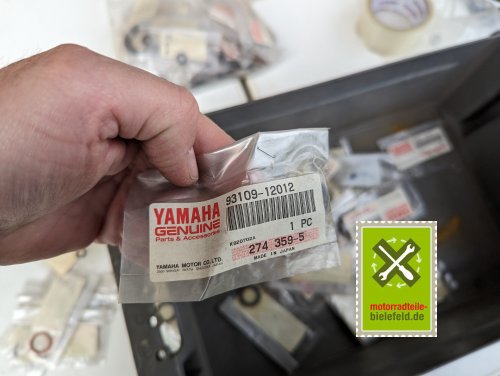 93109-12012
YAMAHA
GENUINE
Parts & Accessories
1 PC
K920702A
274 359-5
YAMAHA MOTOR CO., LTD.
MADE IN JAPAN
motorradteile-
bielefeld.de